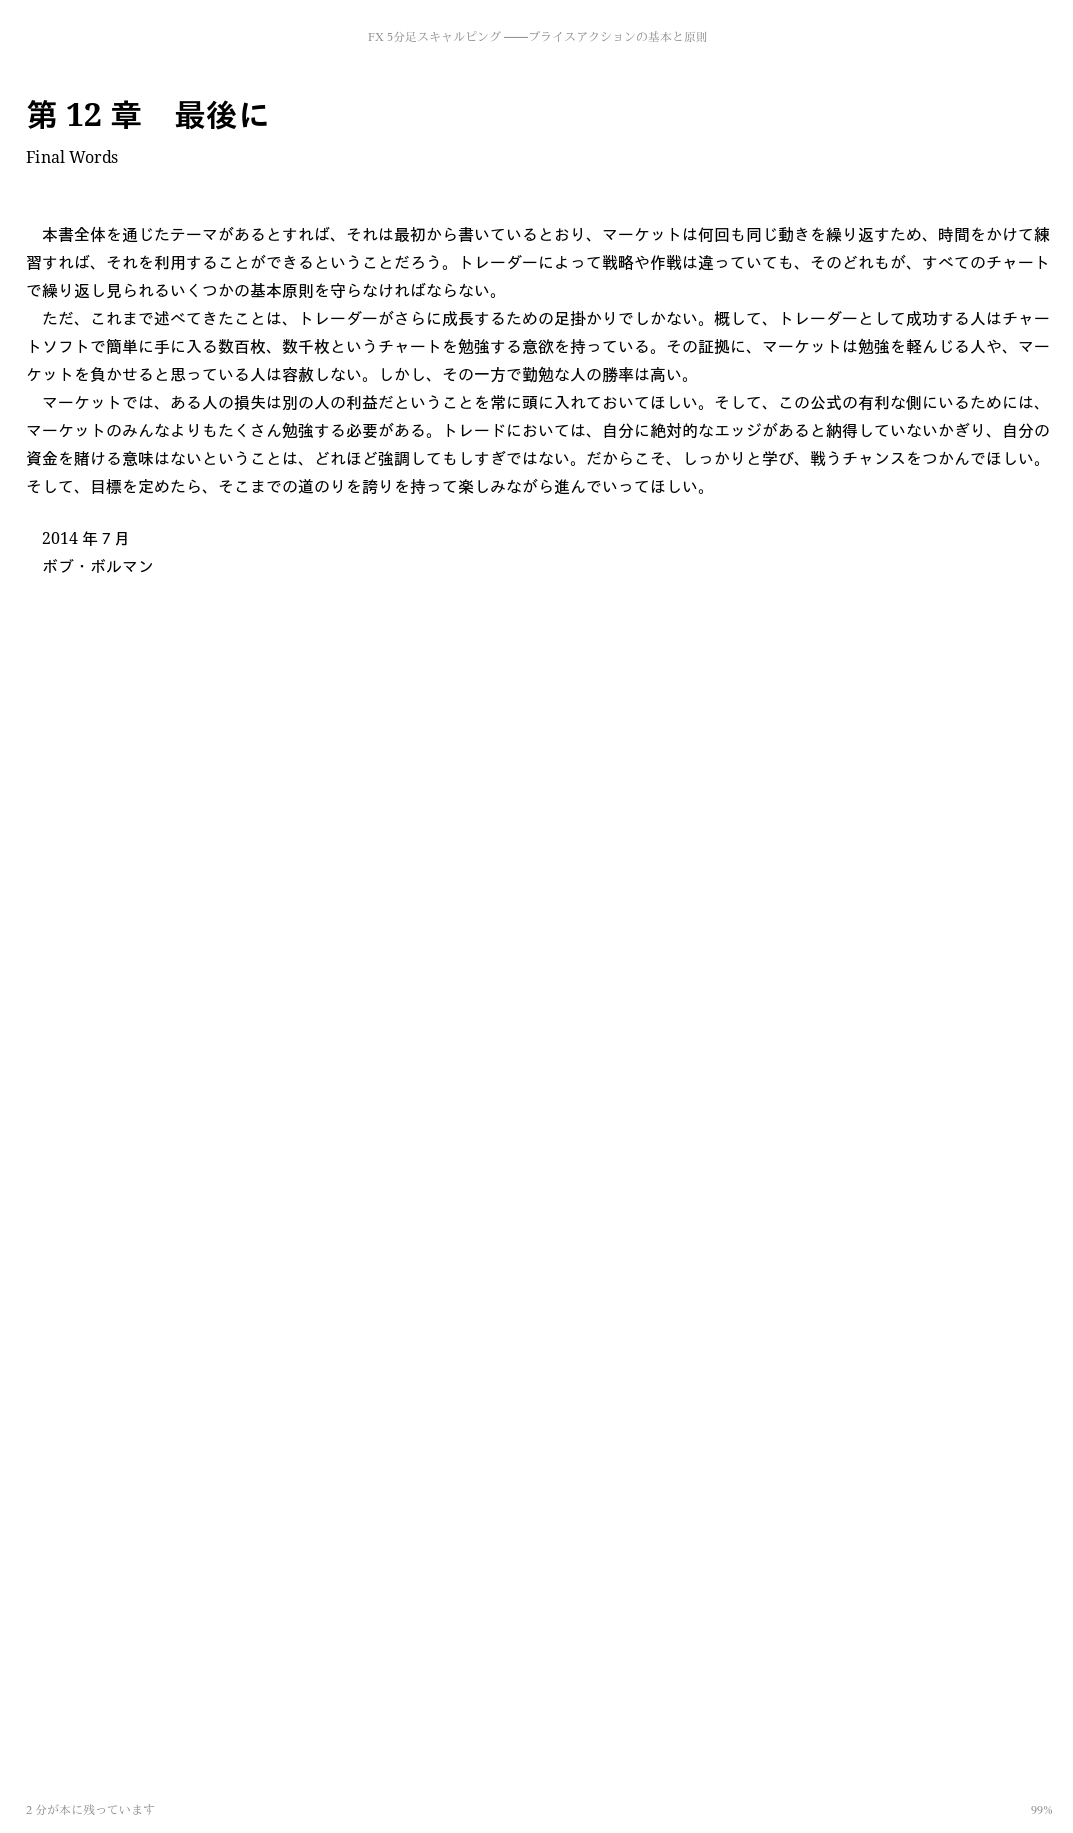 FX 5分足スキャルピング ――プライスアクションの基本と原則
第 12 章　最後に
Final Words
　本書全体を通じたテーマがあるとすれば、それは最初から書いているとおり、マーケットは何回も同じ動きを繰り返すため、時間をかけて練
習すれば、それを利用することができるということだろう。トレーダーによって戦略や作戦は違っていても、そのどれもが、すべてのチャート
で繰り返し見られるいくつかの基本原則を守らなければならない。
　ただ、これまで述べてきたことは、トレーダーがさらに成長するための足掛かりでしかない。概して、トレーダーとして成功する人はチャー
トソフトで簡単に手に入る数百枚、数千枚というチャートを勉強する意欲を持っている。その証拠に、マーケットは勉強を軽んじる人や、マー
ケットを負かせると思っている人は容赦しない。しかし、その一方で勤勉な人の勝率は高い。
　マーケットでは、ある人の損失は別の人の利益だということを常に頭に入れておいてほしい。そして、この公式の有利な側にいるためには、
マーケットのみんなよりもたくさん勉強する必要がある。トレードにおいては、自分に絶対的なエッジがあると納得していないかぎり、自分の
資金を賭ける意味はないということは、どれほど強調してもしすぎではない。だからこそ、しっかりと学び、戦うチャンスをつかんでほしい。
そして、目標を定めたら、そこまでの道のりを誇りを持って楽しみながら進んでいってほしい。
　2014 年 7 月
　ボブ・ボルマン
2 分が本に残っています
99%